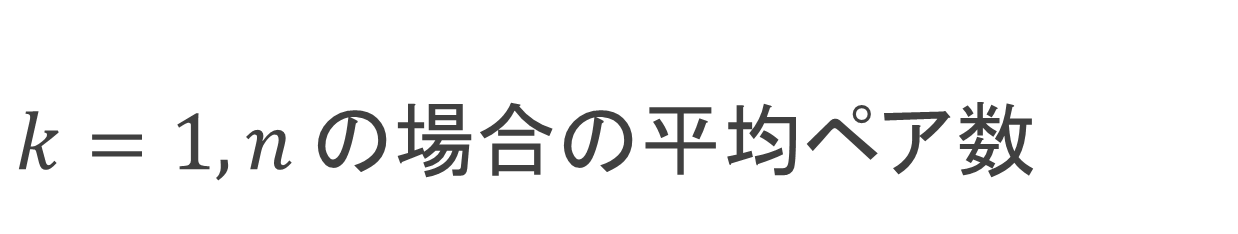 k = 1, n の場合の平均ペア数